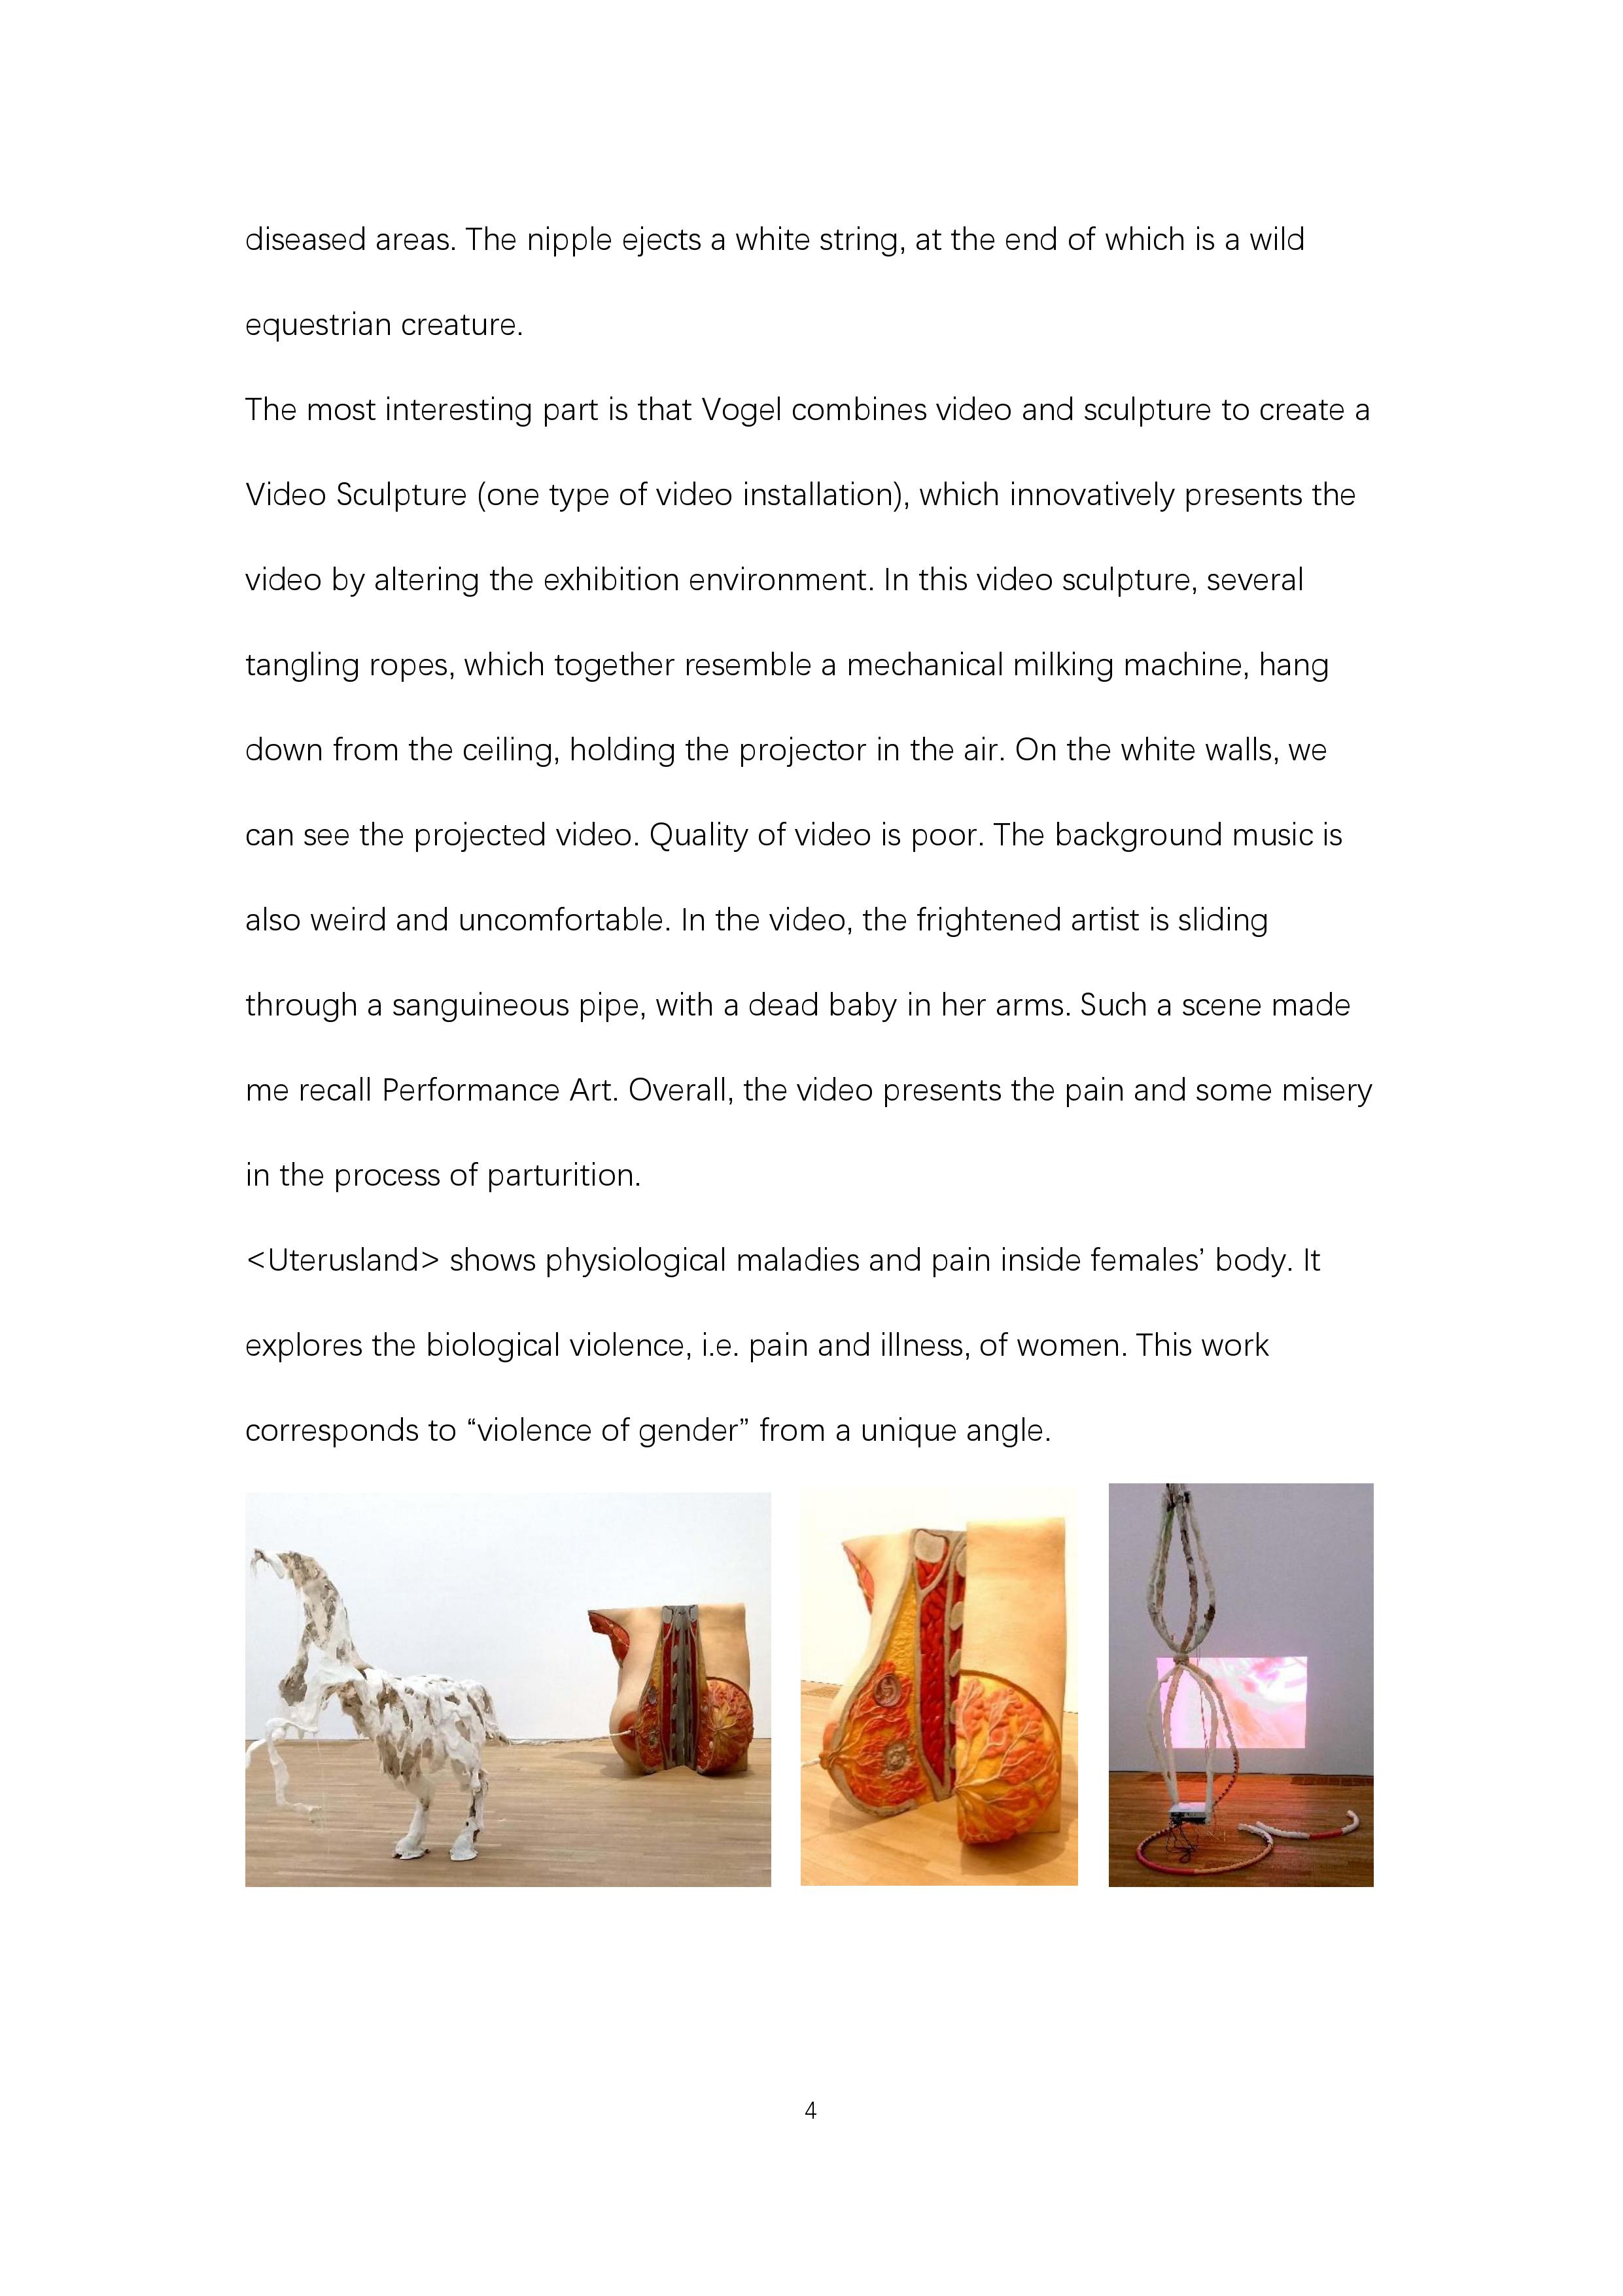 diseased areas. The nipple ejects a white string, at the end of which is a wild
equestrian creature.
The most interesting part is that Vogel combines video and sculpture to create a
Video Sculpture (one type of video installation), which innovatively presents the
video by altering the exhibition environment. In this video sculpture, several
tangling ropes, which together resemble a mechanical milking machine, hang
down from the ceiling, holding the projector in the air. On the white walls, we
can see the projected video. Quality of video is poor. The background music is
also weird and uncomfortable. In the video, the frightened artist is sliding
through a sanguineous pipe, with a dead baby in her arms. Such a scene made
me recall Performance Art. Overall, the video presents the pain and some misery
in the process of parturition.
<Uterusland> shows physiological maladies and pain inside females’ body. It
explores the biological violence, i.e. pain and illness, of women. This work
corresponds to “violence of gender” from a unique angle.
4